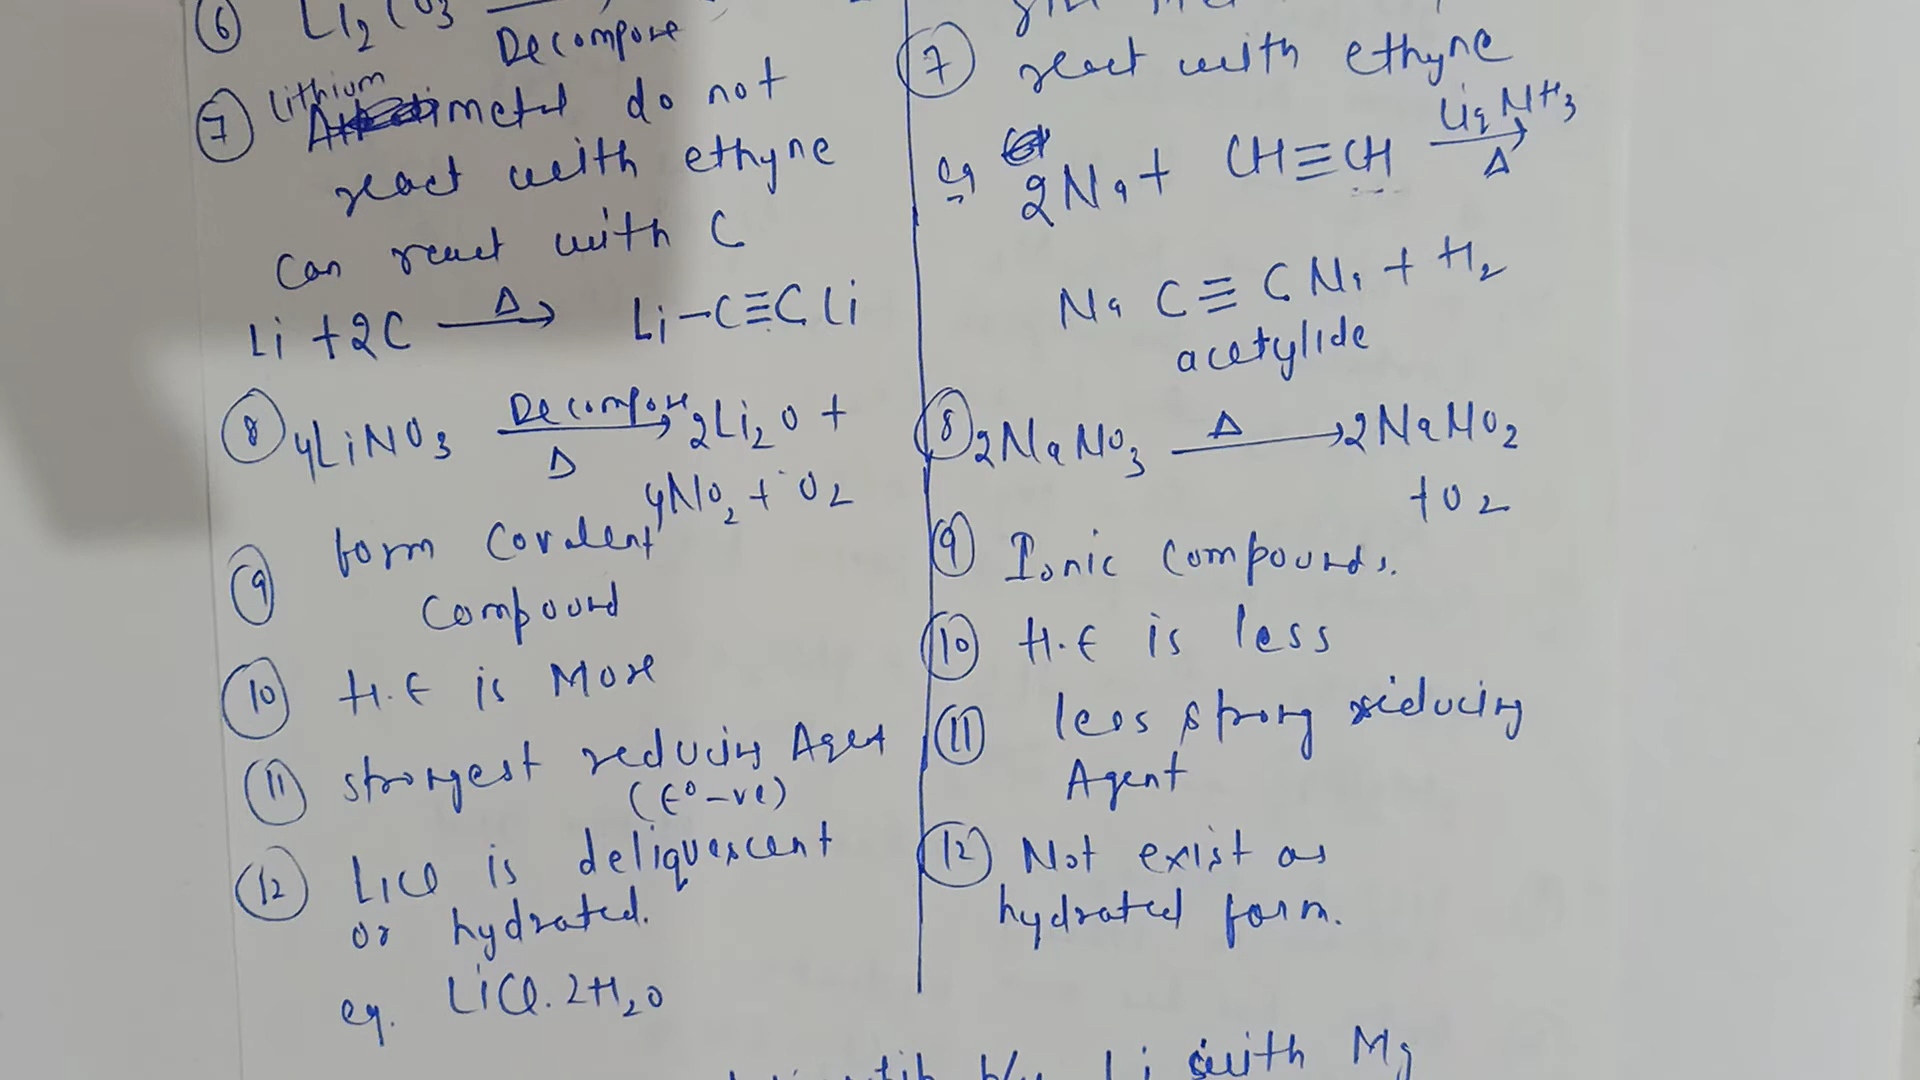 ⑥ Li2CO3
Decompose
⑦ Lithium metal do not
react with ethyne
Can react with C
Li + 2C —Δ→ Li–C≡CLi
⑧ 4LiNO3 —Decompose Δ→ 2Li2O +
4NO2 + O2
⑨ form Covalent
Compound
⑩ H.E is More
⑪ strongest reducing Agent
(E°-ve)
⑫ LiCl is deliquescent
or hydrated.
eg. LiCl.2H2O
⑦ react with ethyne
eg 2Na + CH≡CH —Liq NH3 Δ→
Na C≡CNa + H2
acetylide
⑧ 2NaNO3 —Δ→ 2NaNO2
+ O2
⑨ Ionic Compounds.
⑩ H.E is less
⑪ less strong reducing
Agent
⑫ Not exist as
hydrated form.
b/w Li with Mg